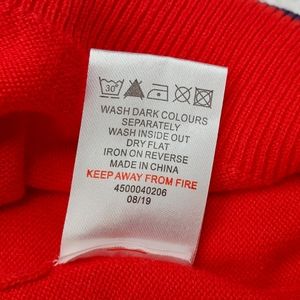 30°
WASH DARK COLOURS
SEPARATELY
WASH INSIDE OUT
DRY FLAT
IRON ON REVERSE
MADE IN CHINA
KEEP AWAY FROM FIRE
4500040206
08/19